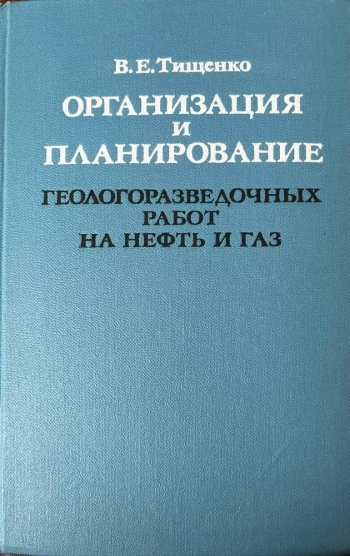 В. Е. Тищенко
ОРГАНИЗАЦИЯ
И
ПЛАНИРОВАНИЕ
ГЕОЛОГОРАЗВЕДОЧНЫХ
РАБОТ
НА НЕФТЬ И ГАЗ